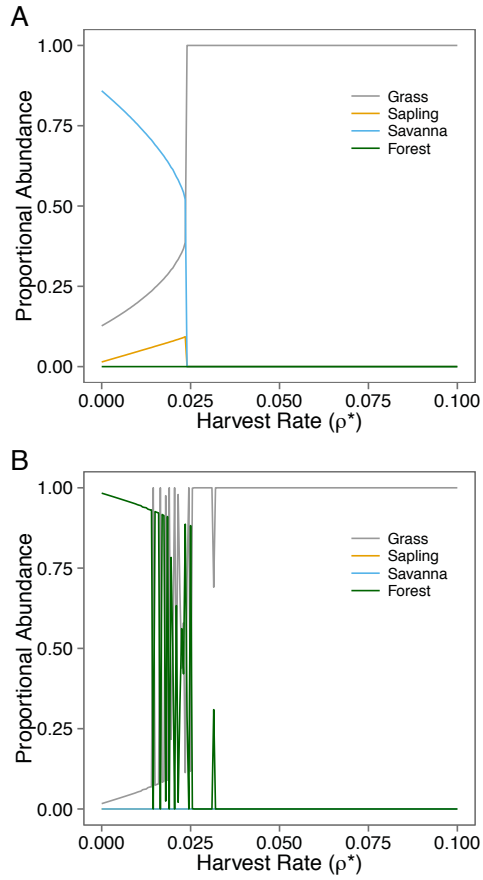 A
1.00
0.75
0.50
0.25
0.00
Proportional Abundance
Grass
Sapling
Savanna
Forest
0.000 0.025 0.050 0.075 0.100
Harvest Rate (ρ*)
B
1.00
0.75
0.50
0.25
0.00
Proportional Abundance
Grass
Sapling
Savanna
Forest
0.000 0.025 0.050 0.075 0.100
Harvest Rate (ρ*)